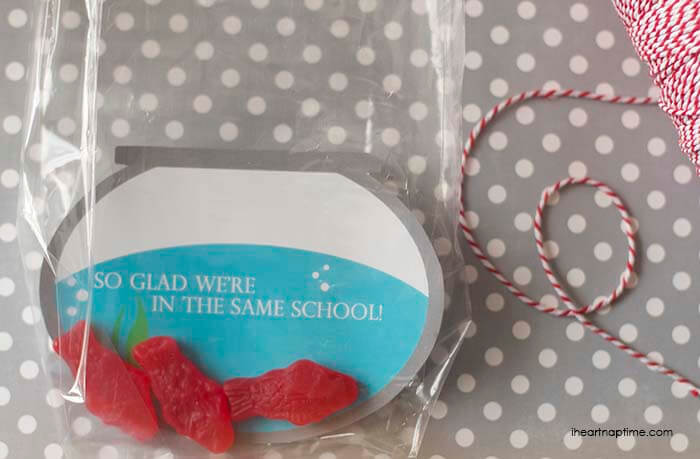 SO GLAD WE'RE
IN THE SAME SCHOOL!
iheartnaptime.com